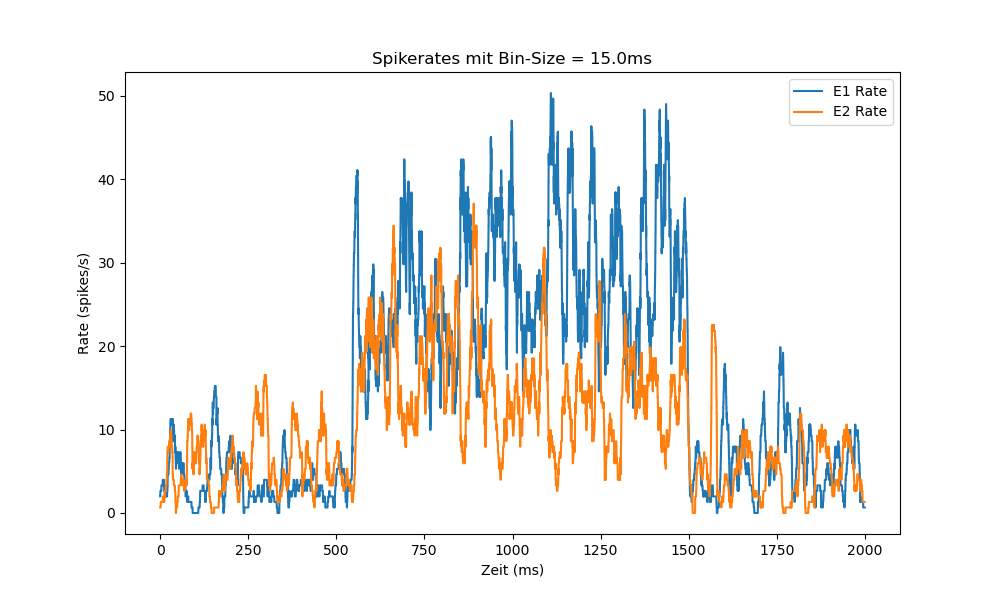 Spikerates mit Bin-Size = 15.0ms
E1 Rate
E2 Rate
Rate (spikes/s)
50
40
30
20
10
0
0 250 500 750 1000 1250 1500 1750 2000
Zeit (ms)